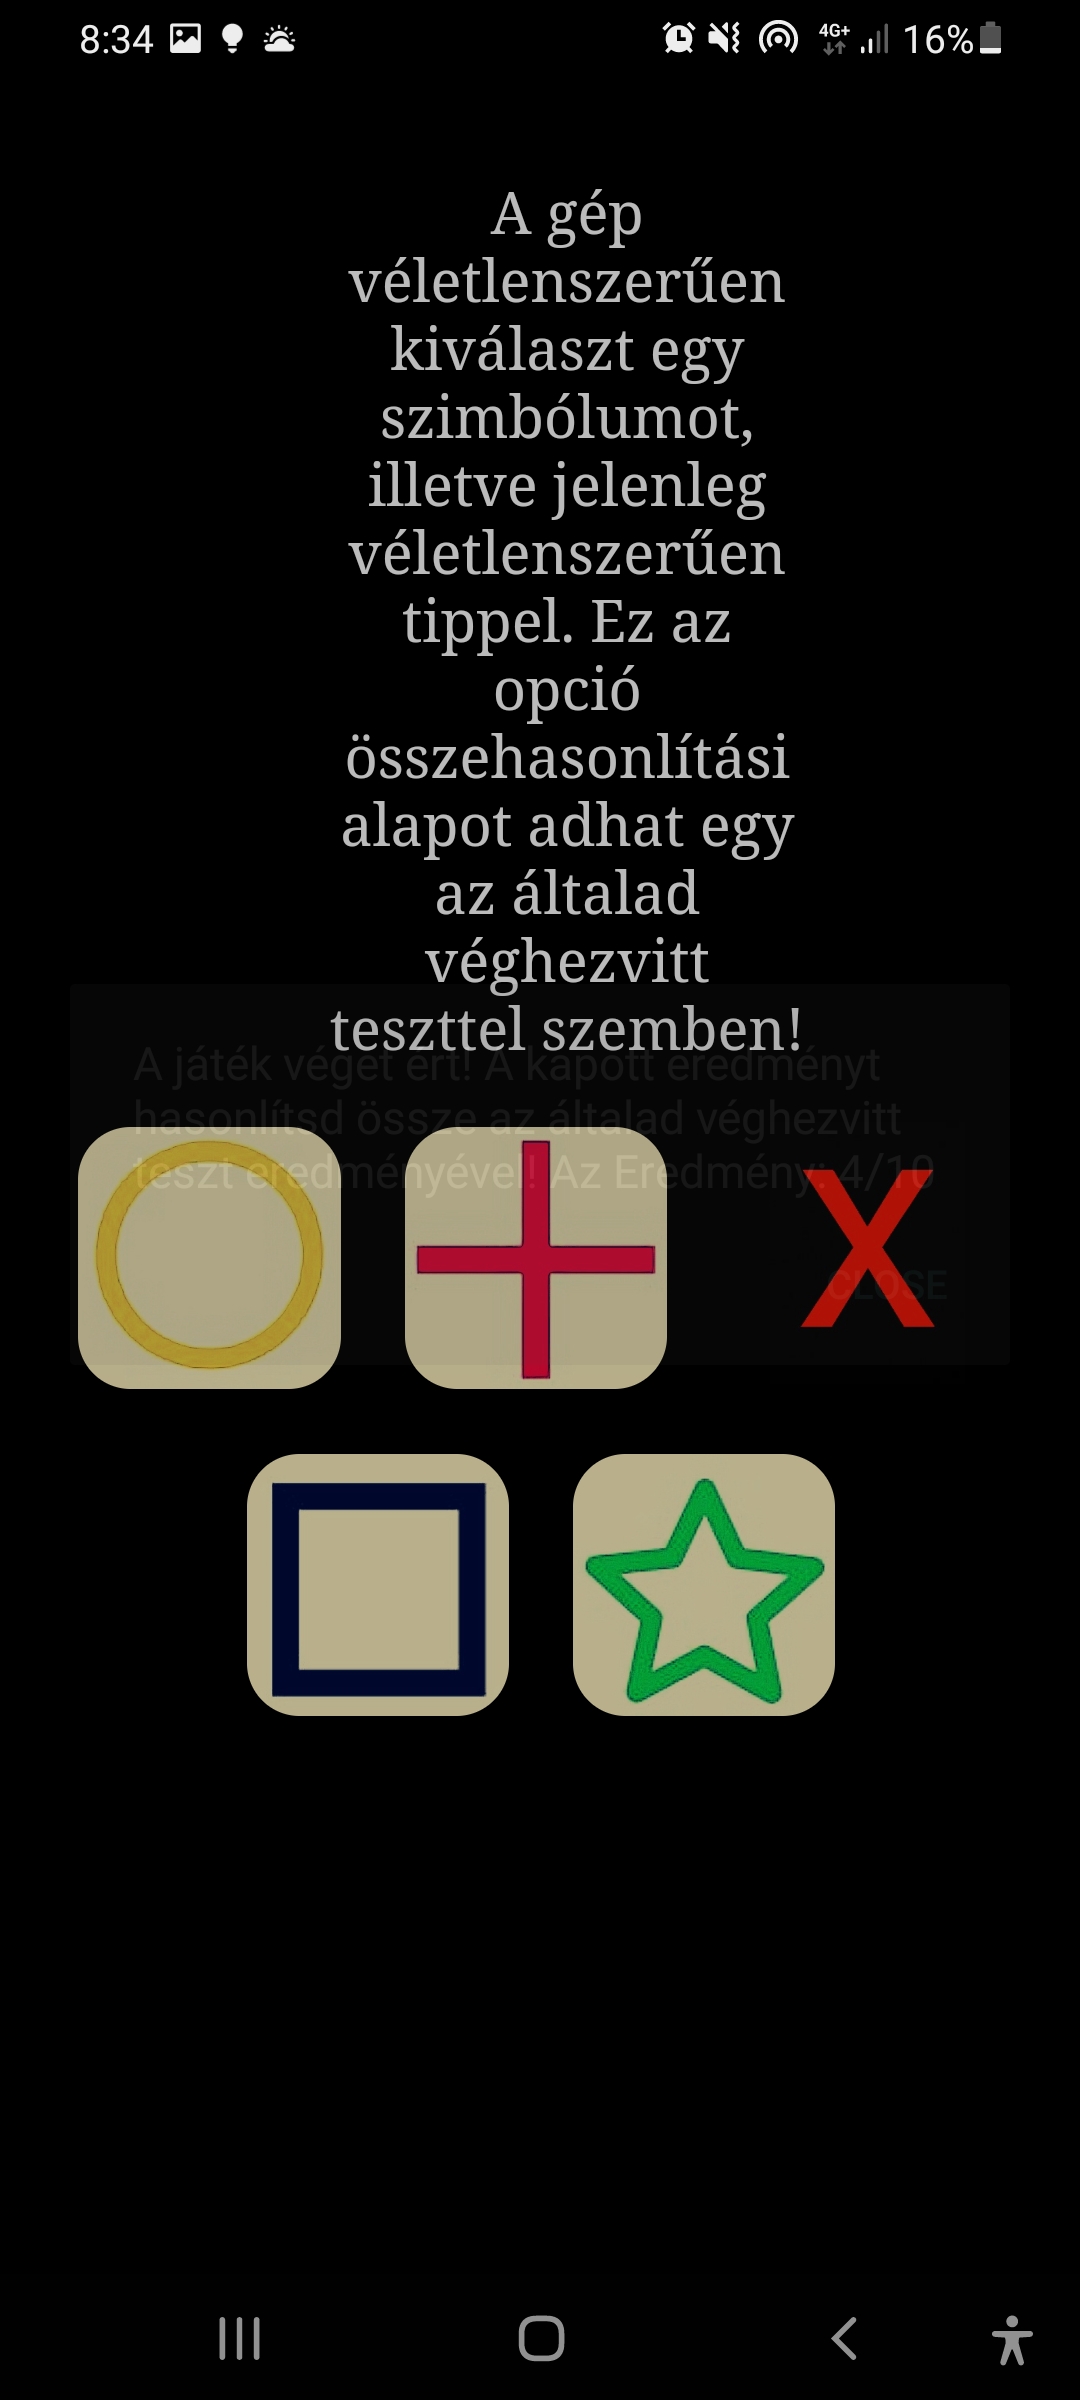 8:34
4G+
16%
A gép
véletlenszerűen
kiválaszt egy
szimbólumot,
illetve jelenleg
véletlenszerűen
tippel. Ez az
opció
összehasonlítási
alapot adhat egy
az általad
véghezvitt
teszttel szemben!
A játék véget ért! A kapott eredményt
hasonlítsd össze az általad véghezvitt
teszt eredményével! Az Eredmény: 4/10
X
CLOSE